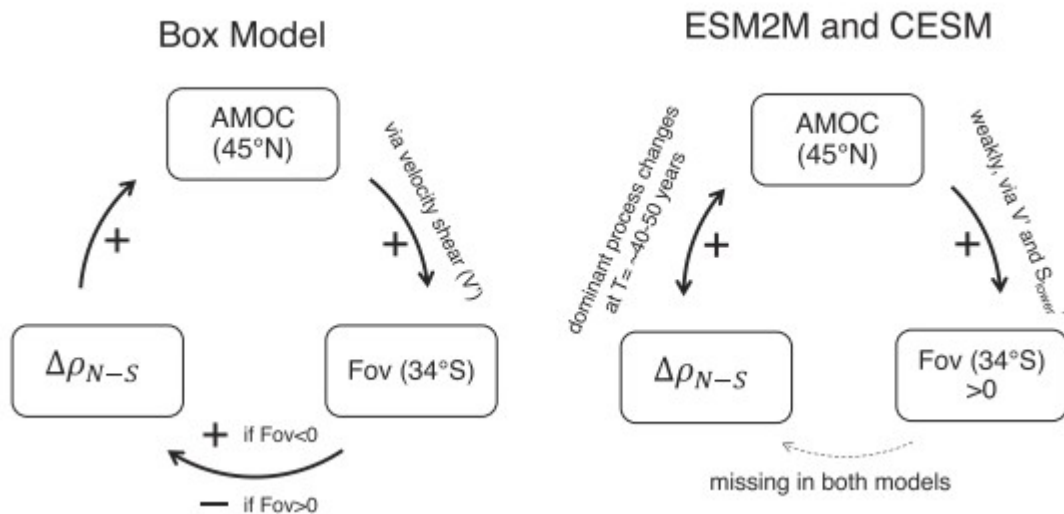 Box Model
AMOC
(45°N)
via velocity shear (V')
+
+
Δρ_{N−S}
Fov (34°S)
+ if Fov<0
− if Fov>0
ESM2M and CESM
AMOC
(45°N)
dominant process changes
at T= ~40-50 years
weakly, via V' and S_{lower}
+
+
Δρ_{N−S}
Fov (34°S)
>0
missing in both models